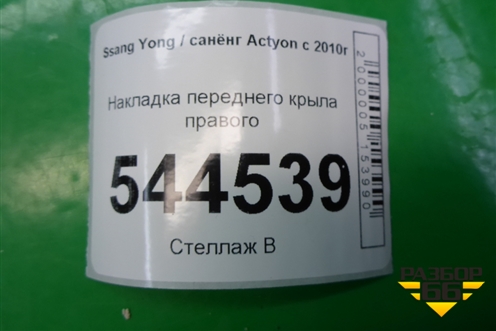 Ssang Yong / санёнг Actyon с 2010г
Накладка переднего крыла
правого
544539
Стеллаж В
2000005153990
РАЗБОР
66